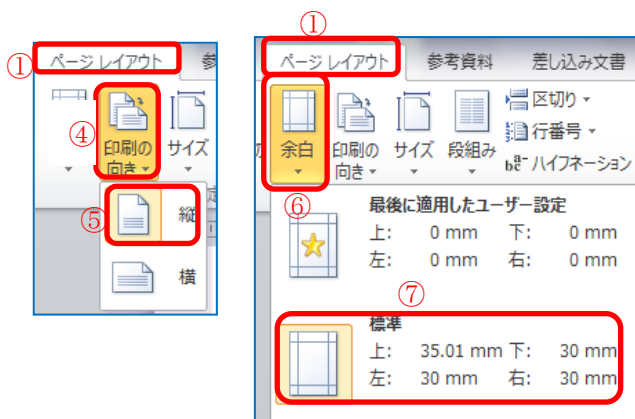 ①
① ページ レイアウト 参
④
印刷の向き サイズ
⑤ 縦
横
ページ レイアウト 参考資料 差し込み文書
余白 印刷の向き サイズ 段組み
区切り
行番号
ハイフネーション
⑥
最後に適用したユーザー設定
上: 0 mm 下: 0 mm
左: 0 mm 右: 0 mm
⑦
標準
上: 35.01 mm 下: 30 mm
左: 30 mm 右: 30 mm